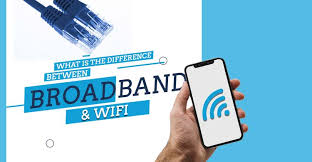 WHAT IS THE DIFFERENCE
BETWEEN
BROADBAND
& WIFI